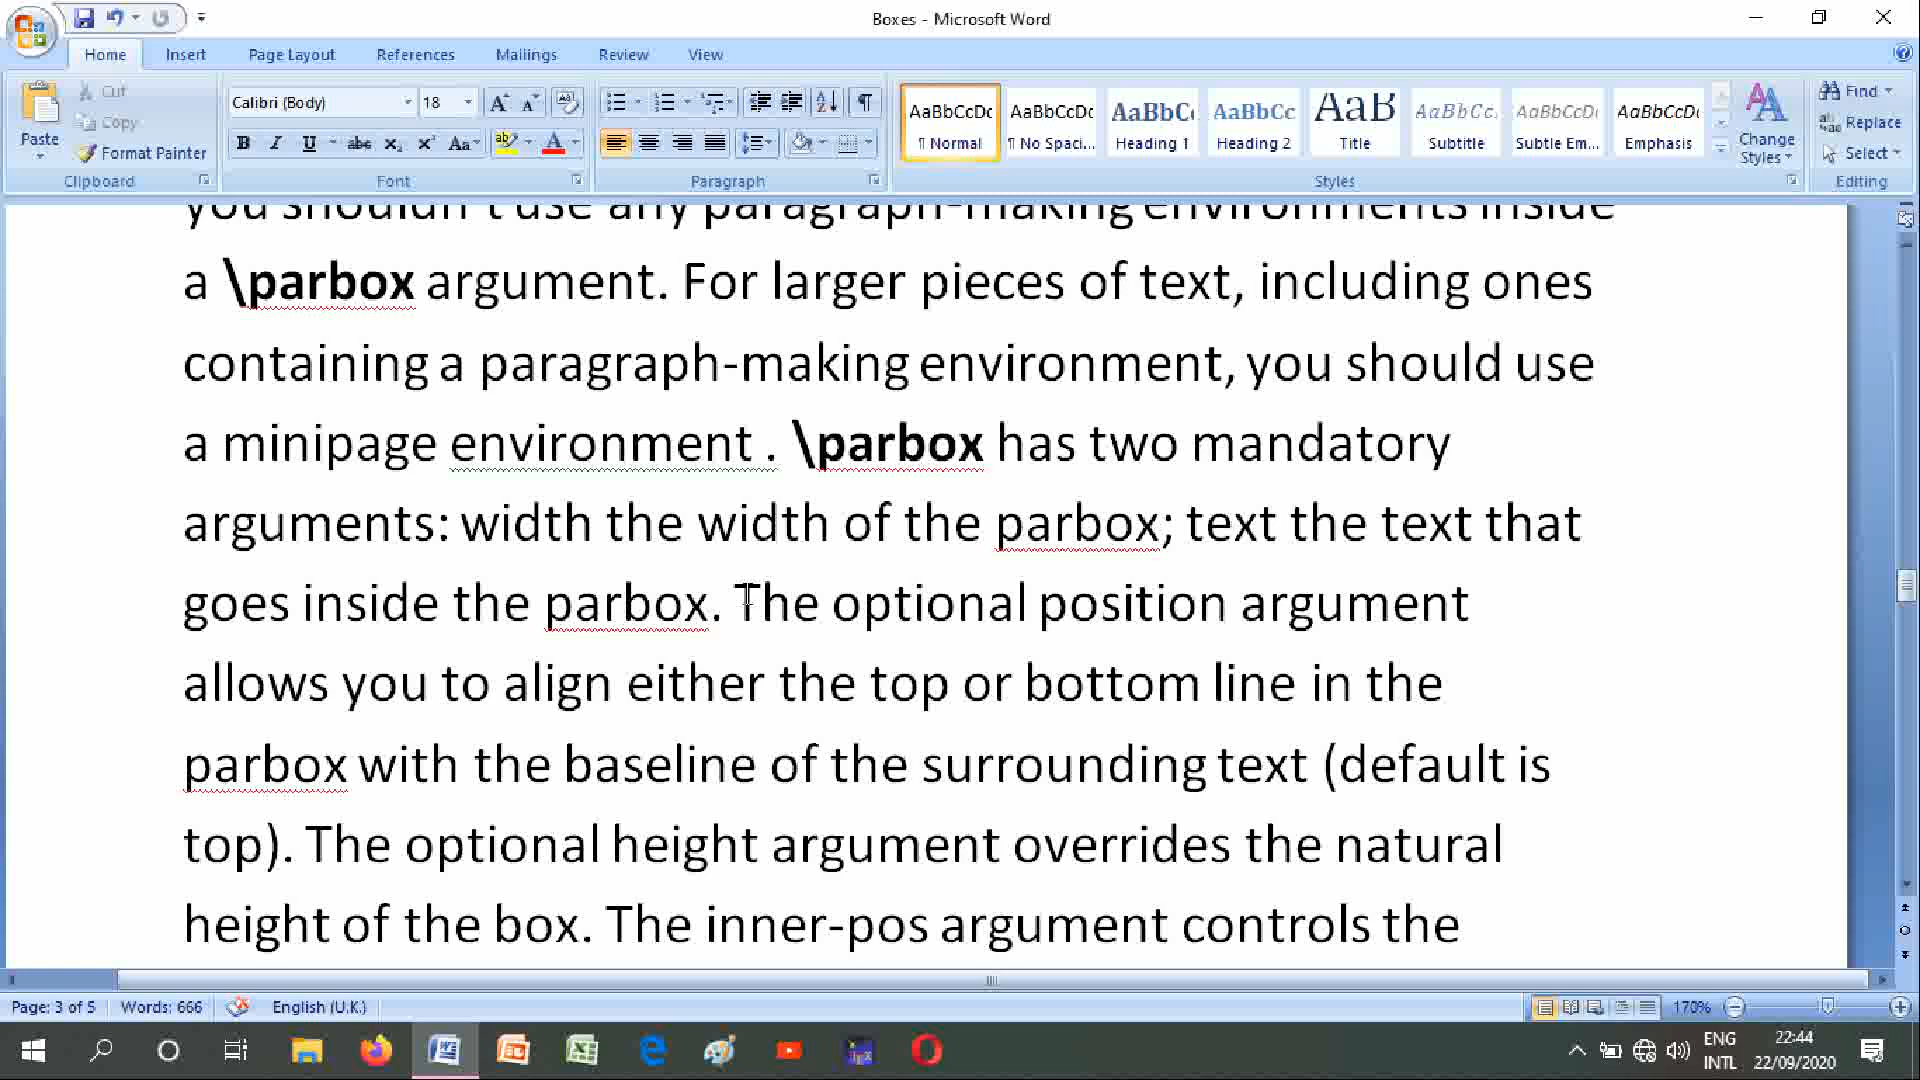 Boxes - Microsoft Word
Home Insert Page Layout References Mailings Review View
Paste
Cut
Copy
Format Painter
Clipboard
Calibri (Body) 18
Font
Paragraph
AaBbCcDc AaBbCcDc AaBbC AaBbCc AaB AaBbCc. AaBbCcDc AaBbCcDc
¶ Normal ¶ No Spaci... Heading 1 Heading 2 Title Subtitle Subtle Em... Emphasis
Change Styles
Styles
Find
Replace
Select
Editing
you shouldn't use any paragraph-making environments inside
a \parbox argument. For larger pieces of text, including ones
containing a paragraph-making environment, you should use
a minipage environment . \parbox has two mandatory
arguments: width the width of the parbox; text the text that
goes inside the parbox. The optional position argument
allows you to align either the top or bottom line in the
parbox with the baseline of the surrounding text (default is
top). The optional height argument overrides the natural
height of the box. The inner-pos argument controls the
Page: 3 of 5 Words: 666 English (U.K.) 170%
ENG 22:44
INTL 22/09/2020